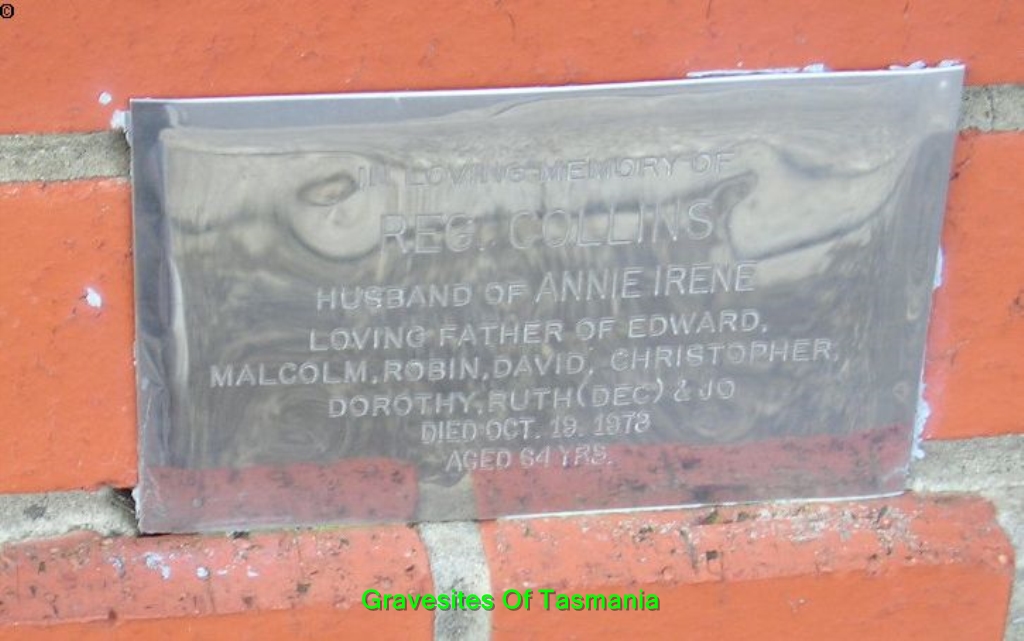 ©
IN LOVING MEMORY OF
REG. COLLINS
HUSBAND OF ANNIE IRENE
LOVING FATHER OF EDWARD,
MALCOLM, ROBIN, DAVID, CHRISTOPHER,
DOROTHY, RUTH (DEC) & JO
DIED OCT. 19. 1978
AGED 64 YRS.
Gravesites Of Tasmania